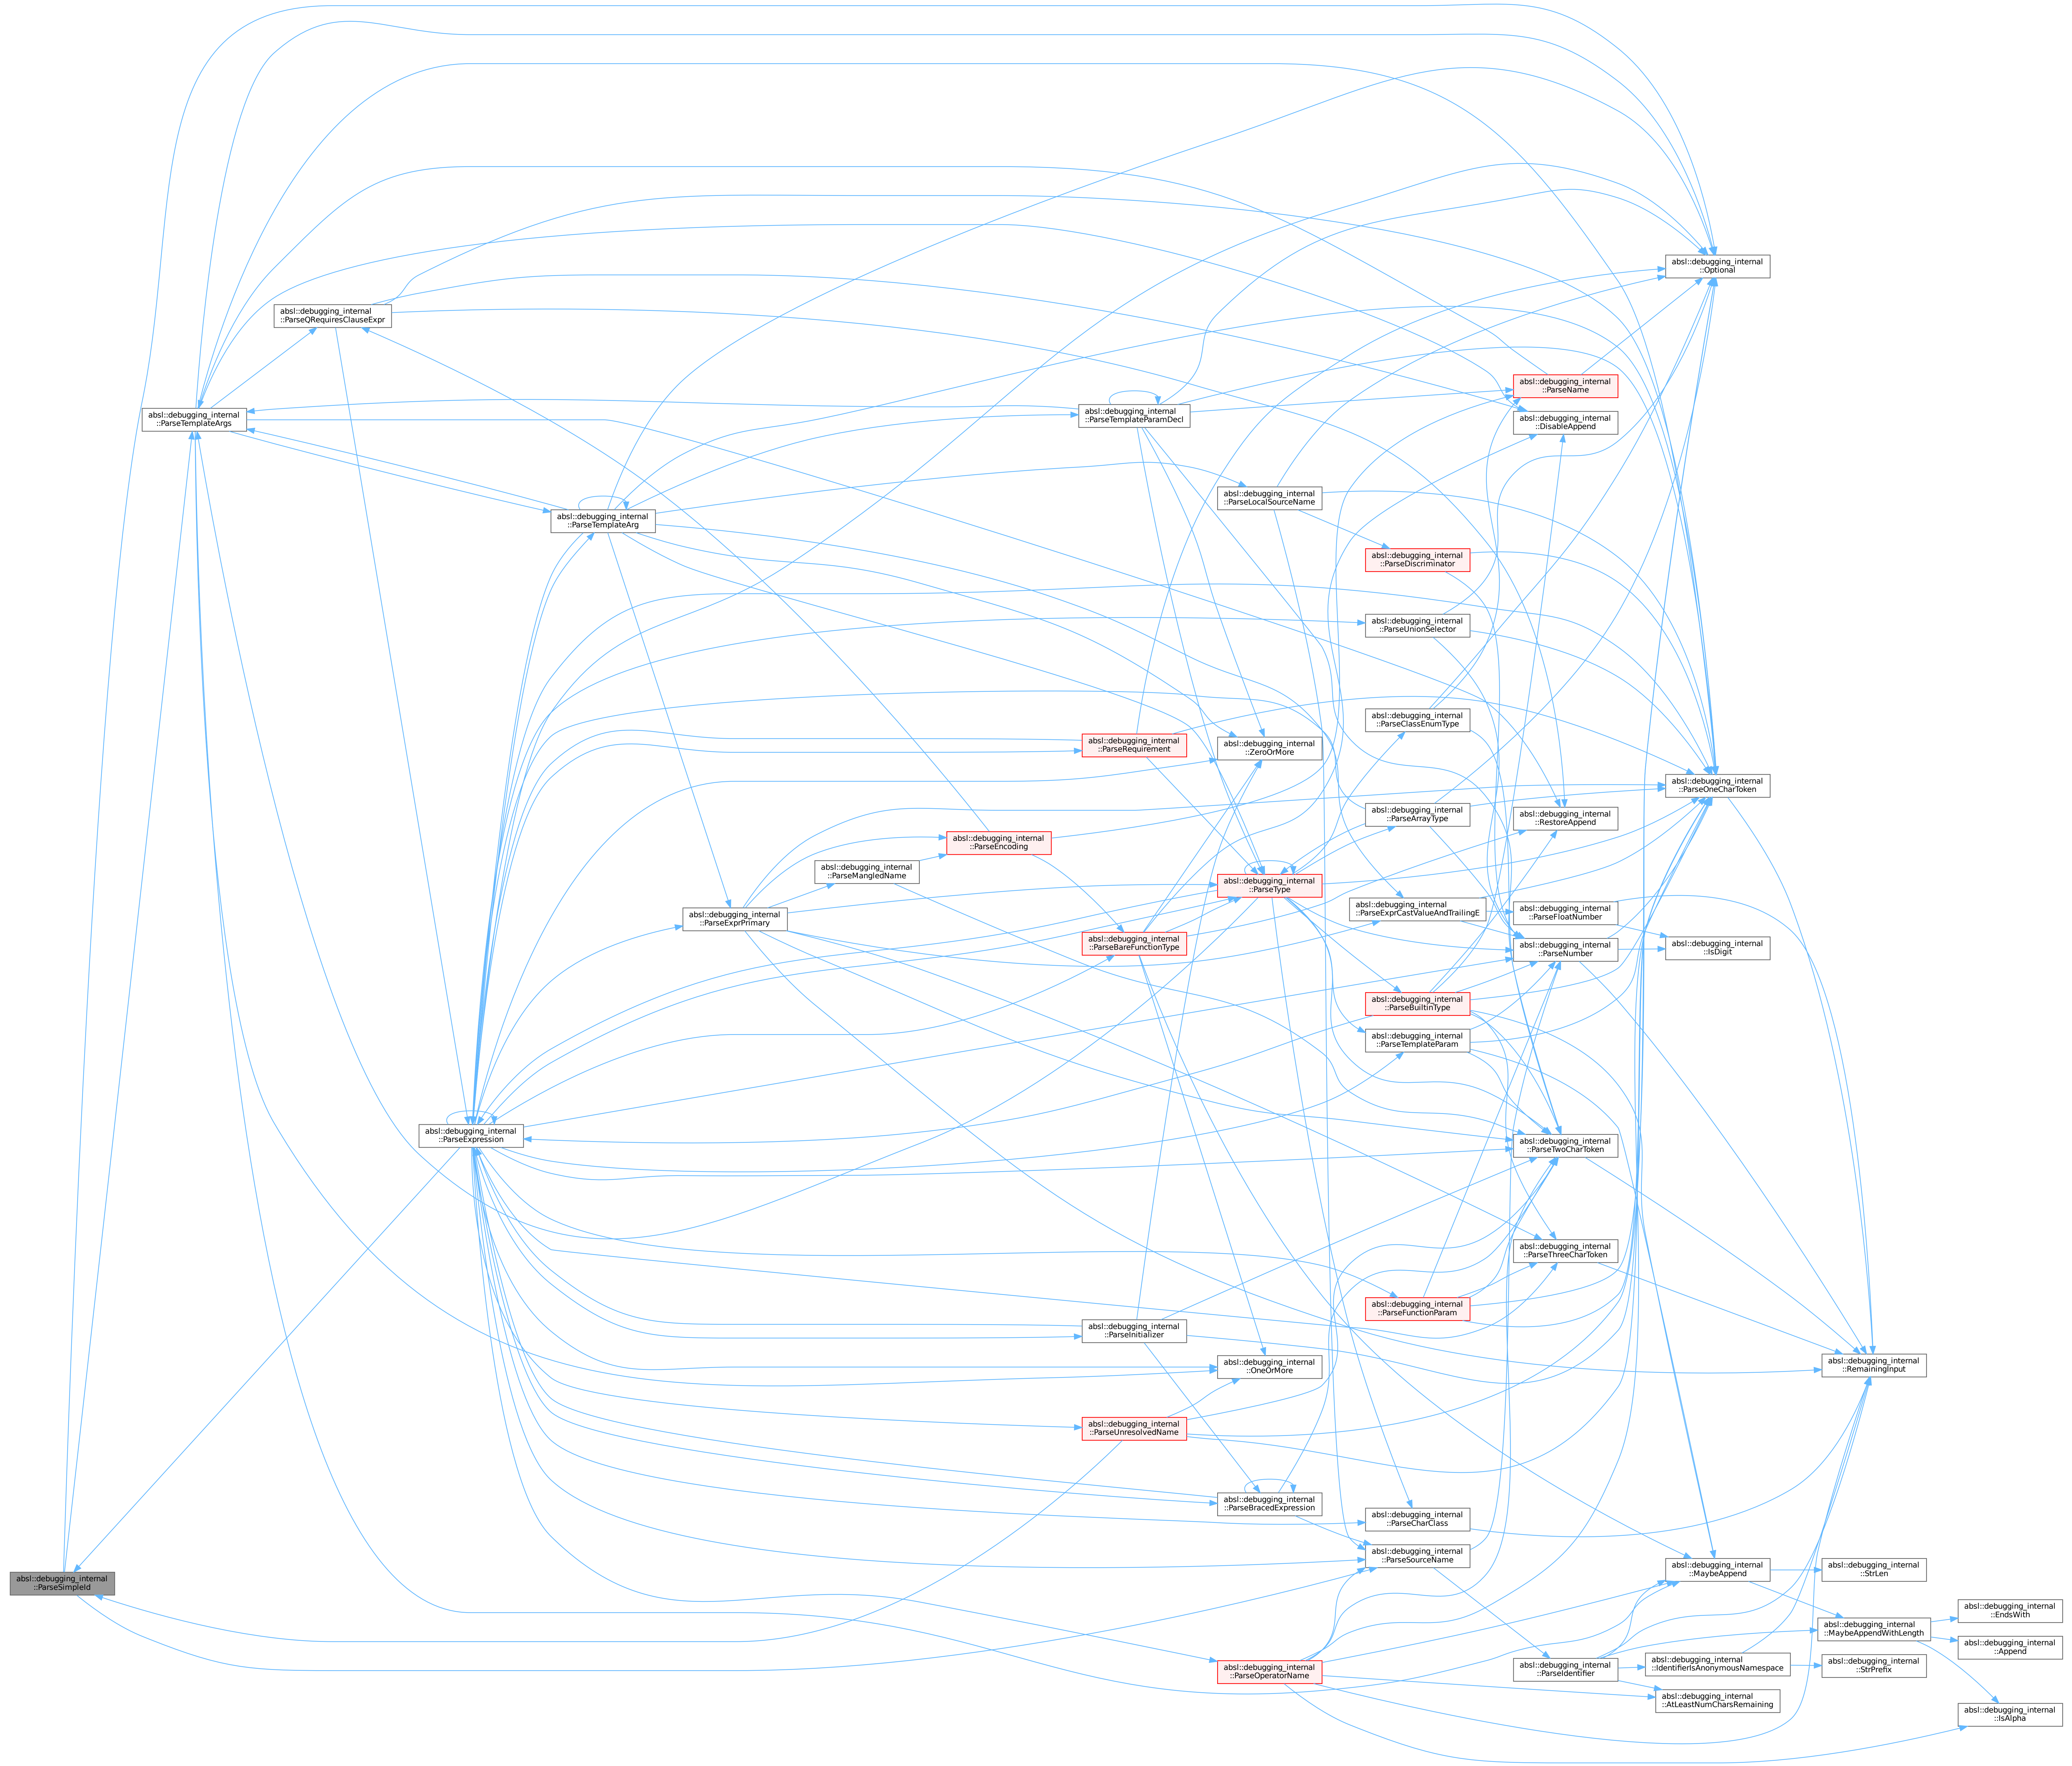 absl::debugging_internal
::ParseSimpleId
absl::debugging_internal
::ParseTemplateArgs
absl::debugging_internal
::ParseQRequiresClauseExpr
absl::debugging_internal
::ParseExpression
absl::debugging_internal
::ParseTemplateArg
absl::debugging_internal
::ParseExprPrimary
absl::debugging_internal
::ParseMangledName
absl::debugging_internal
::ParseEncoding
absl::debugging_internal
::ParseTemplateParamDecl
absl::debugging_internal
::ParseRequirement
absl::debugging_internal
::ParseBareFunctionType
absl::debugging_internal
::ParseInitializer
absl::debugging_internal
::ParseUnresolvedName
absl::debugging_internal
::ParseLocalSourceName
absl::debugging_internal
::ZeroOrMore
absl::debugging_internal
::ParseType
absl::debugging_internal
::OneOrMore
absl::debugging_internal
::ParseBracedExpression
absl::debugging_internal
::ParseOperatorName
absl::debugging_internal
::ParseDiscriminator
absl::debugging_internal
::ParseUnionSelector
absl::debugging_internal
::ParseClassEnumType
absl::debugging_internal
::ParseArrayType
absl::debugging_internal
::ParseExprCastValueAndTrailingE
absl::debugging_internal
::ParseBuiltinType
absl::debugging_internal
::ParseTemplateParam
absl::debugging_internal
::ParseFunctionParam
absl::debugging_internal
::ParseCharClass
absl::debugging_internal
::ParseSourceName
absl::debugging_internal
::ParseName
absl::debugging_internal
::DisableAppend
absl::debugging_internal
::RestoreAppend
absl::debugging_internal
::ParseFloatNumber
absl::debugging_internal
::ParseNumber
absl::debugging_internal
::ParseTwoCharToken
absl::debugging_internal
::ParseThreeCharToken
absl::debugging_internal
::ParseIdentifier
absl::debugging_internal
::Optional
absl::debugging_internal
::ParseOneCharToken
absl::debugging_internal
::IsDigit
absl::debugging_internal
::MaybeAppend
absl::debugging_internal
::IdentifierIsAnonymousNamespace
absl::debugging_internal
::AtLeastNumCharsRemaining
absl::debugging_internal
::RemainingInput
absl::debugging_internal
::StrLen
absl::debugging_internal
::MaybeAppendWithLength
absl::debugging_internal
::StrPrefix
absl::debugging_internal
::EndsWith
absl::debugging_internal
::Append
absl::debugging_internal
::IsAlpha